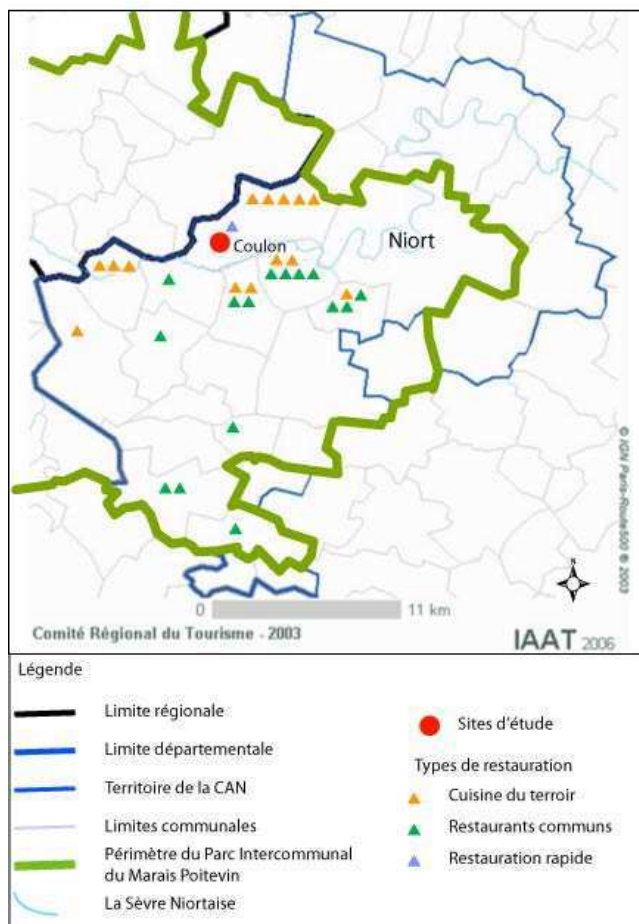 Coulon
Niort
© IGN Paris-Route500 ® 2003
0 11 km
Comité Régional du Tourisme - 2003
IAAT 2006
Légende
Limite régionale
Limite départementale
Territoire de la CAN
Limites communales
Périmètre du Parc Intercommunal
du Marais Poitevin
La Sèvre Niortaise
Sites d'étude
Types de restauration
Cuisine du terroir
Restaurants communs
Restauration rapide